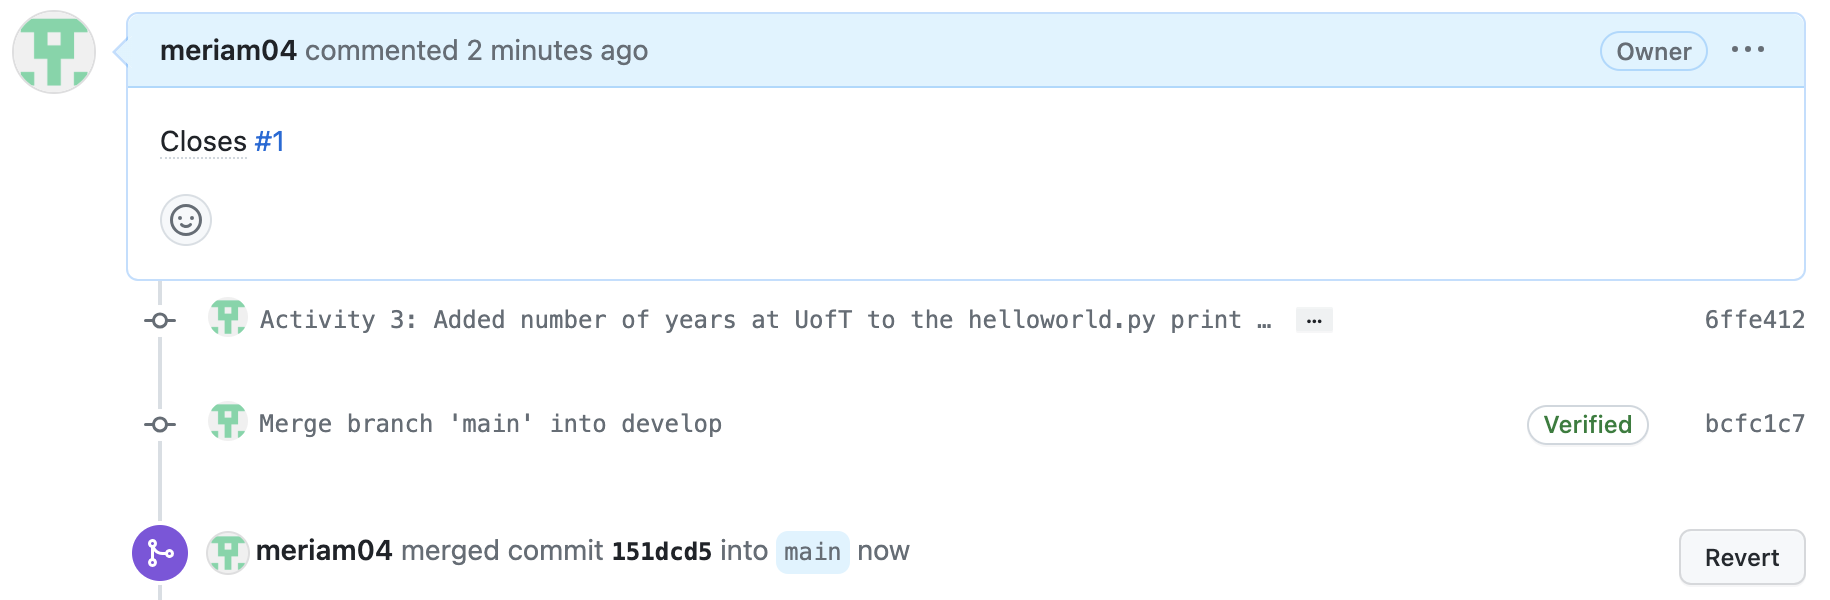 meriam04 commented 2 minutes ago Owner ...
Closes #1
Activity 3: Added number of years at UofT to the helloworld.py print … ...
6ffe412
Merge branch 'main' into develop Verified bcfc1c7
meriam04 merged commit 151dcd5 into main now Revert